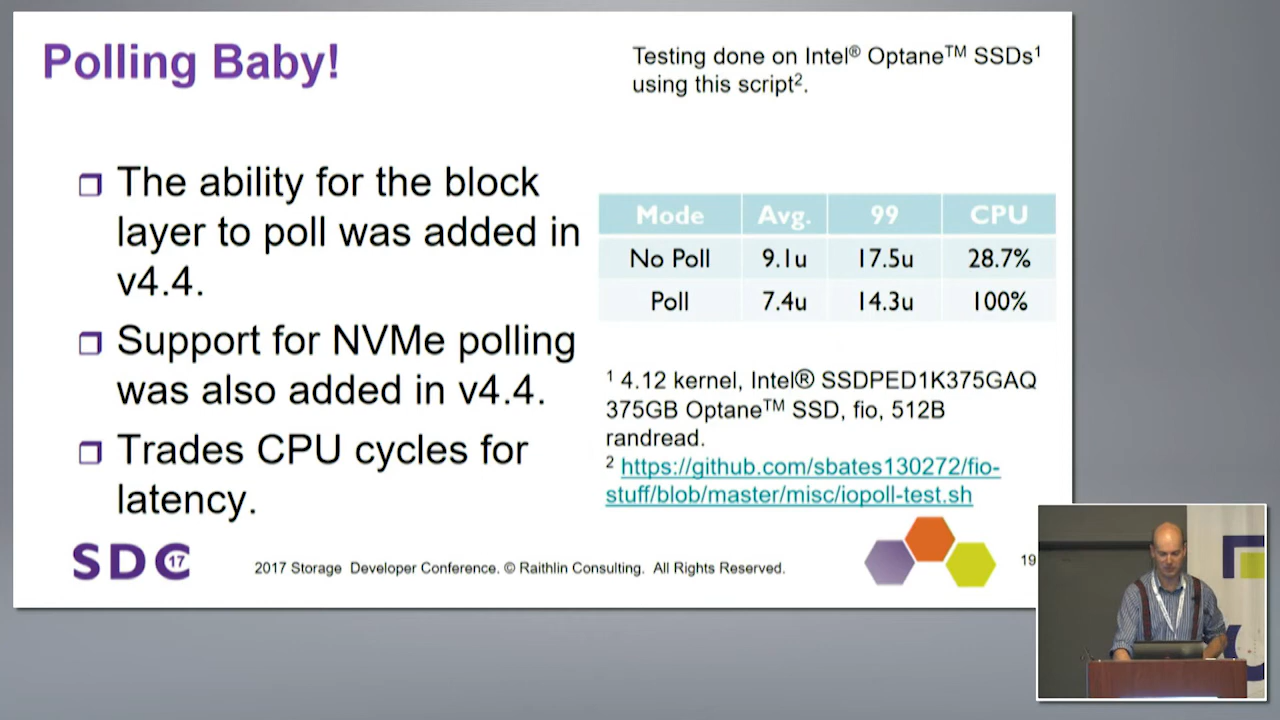 Polling Baby!
Testing done on Intel® Optane™ SSDs¹
using this script².
❒ The ability for the block
layer to poll was added in
v4.4.
❒ Support for NVMe polling
was also added in v4.4.
❒ Trades CPU cycles for
latency.
Mode Avg. 99 CPU
No Poll 9.1u 17.5u 28.7%
Poll 7.4u 14.3u 100%
¹ 4.12 kernel, Intel® SSDPED1K375GAQ
375GB Optane™ SSD, fio, 512B
randread.
² https://github.com/sbates130272/fio-
stuff/blob/master/misc/iopoll-test.sh
SDC 17
2017 Storage Developer Conference. © Raithlin Consulting. All Rights Reserved.
19